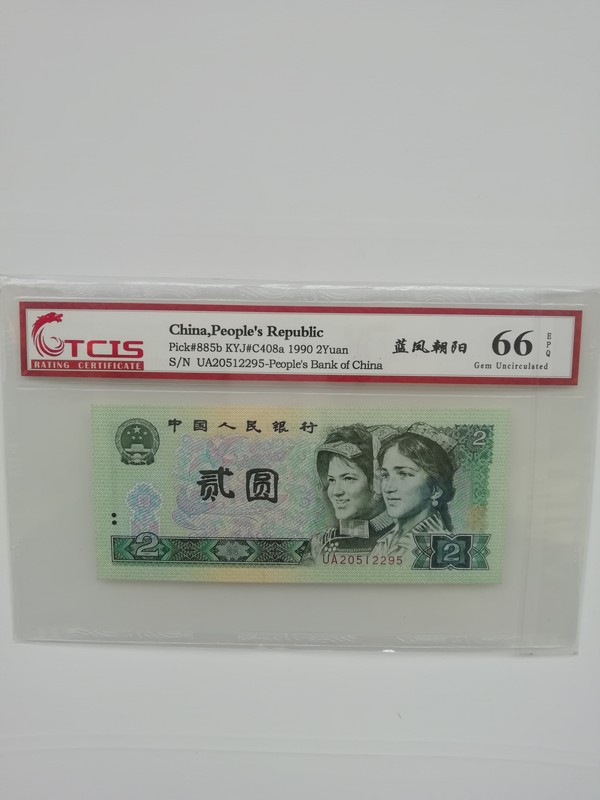 TCIS
RATING CERTIFICATE
China,People's Republic
Pick#885b KYJ#C408a 1990 2Yuan
S/N UA20512295-People's Bank of China
蓝凤朝阳
66
EPQ
Gem Uncirculated
中国人民银行
贰圆
2
2
2
UA20512295